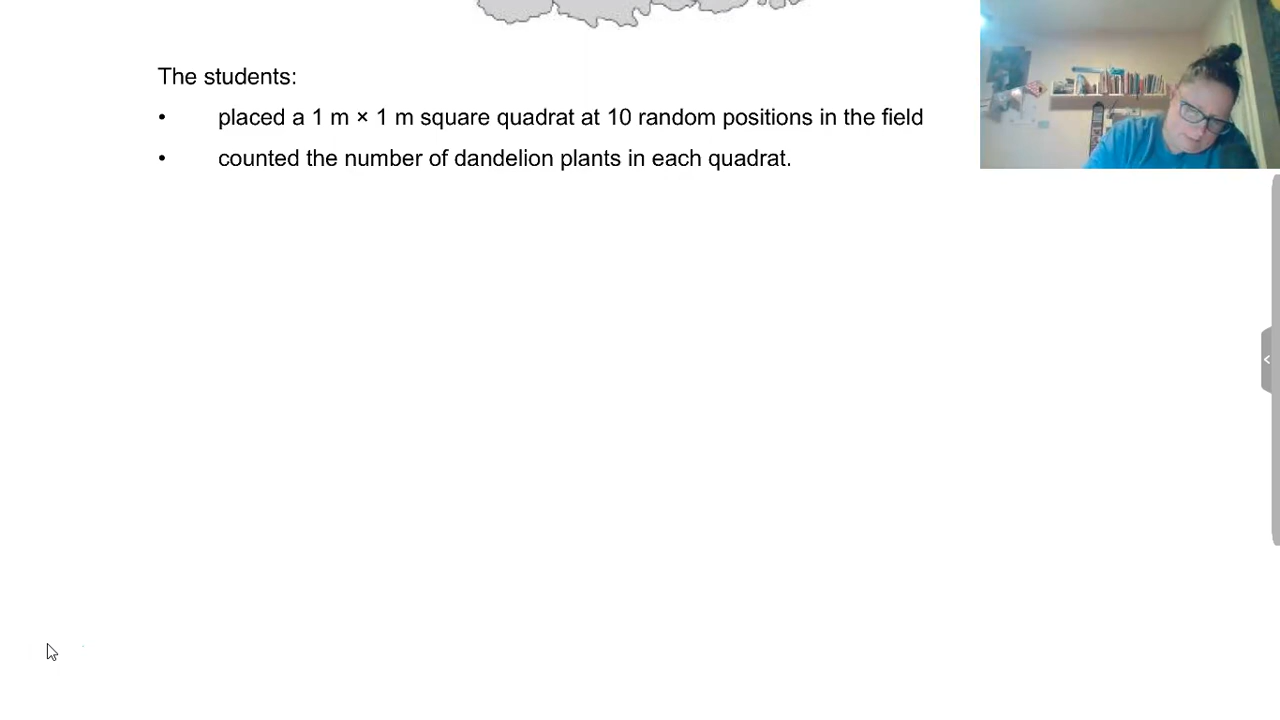 The students:
• placed a 1 m × 1 m square quadrat at 10 random positions in the field
• counted the number of dandelion plants in each quadrat.